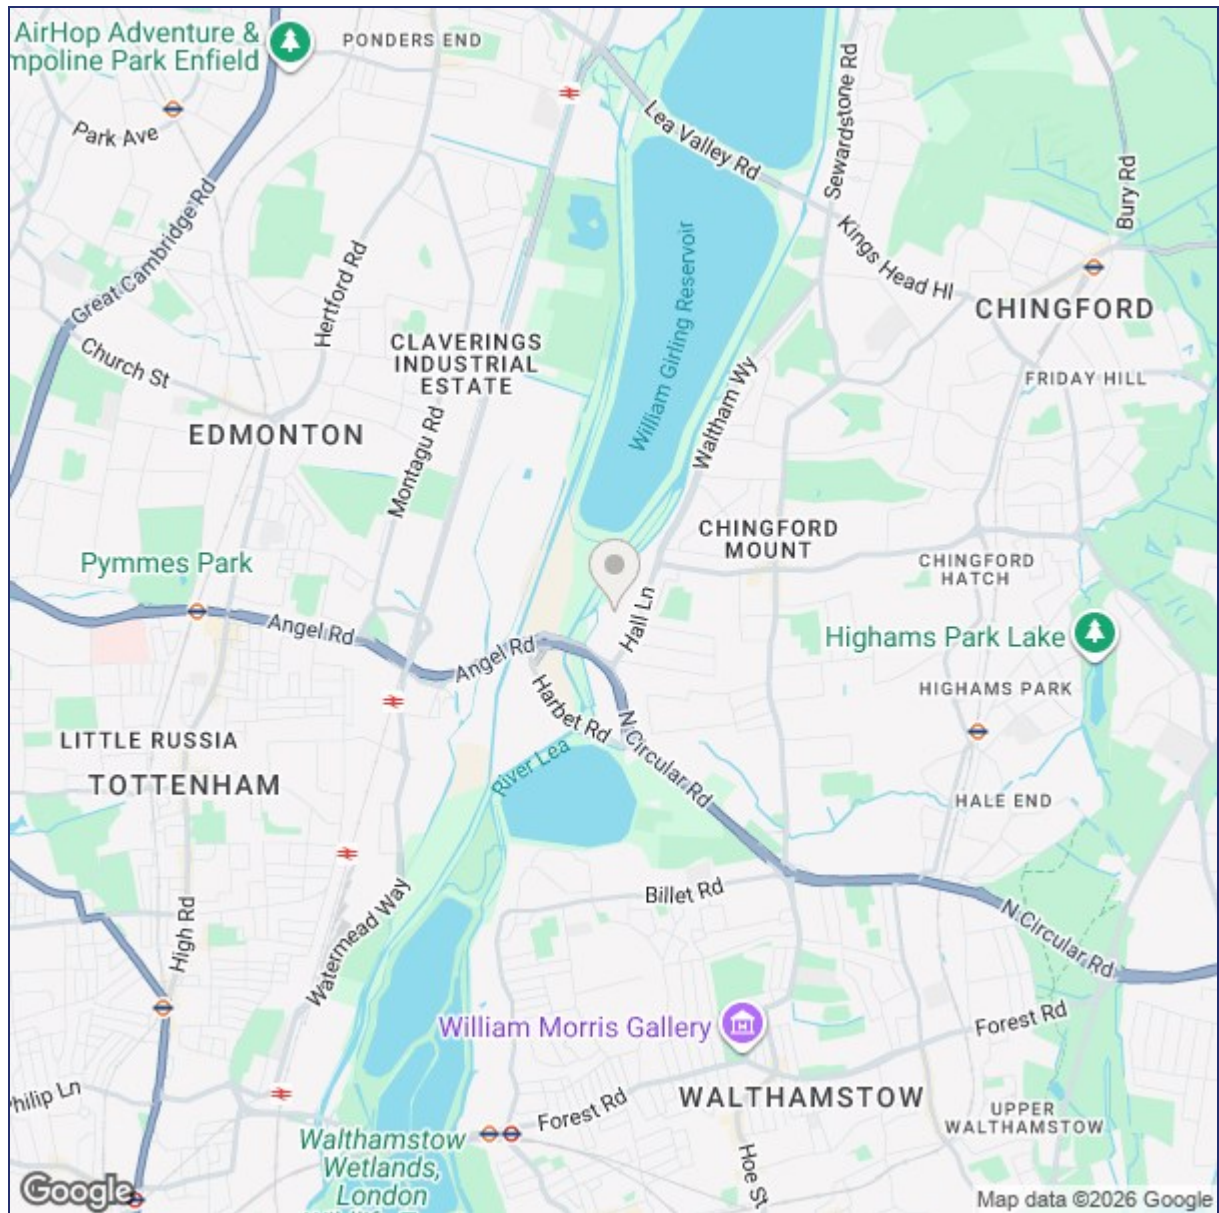 AirHop Adventure &
mpoline Park Enfield
PONDERS END
Park Ave
Lea Valley Rd
Sewardstone Rd
Bury Rd
Great Cambridge Rd
Hertford Rd
William Girling Reservoir
Kings Head Hl
CHINGFORD
Church St
CLAVERINGS
INDUSTRIAL
ESTATE
FRIDAY HILL
Waltham Wy
EDMONTON
Montagu Rd
CHINGFORD
MOUNT
Pymmes Park
CHINGFORD
HATCH
Angel Rd
Angel Rd
Hall Ln
Highams Park Lake
HIGHAMS PARK
Harbet Rd
N Circular Rd
LITTLE RUSSIA
TOTTENHAM
River Lea
HALE END
Billet Rd
High Rd
Watermead Way
N Circular Rd
William Morris Gallery
Forest Rd
WALTHAMSTOW
Philip Ln
Forest Rd
UPPER
WALTHAMSTOW
Walthamstow
Wetlands,
London
Hoe St
Google
Map data ©2026 Google